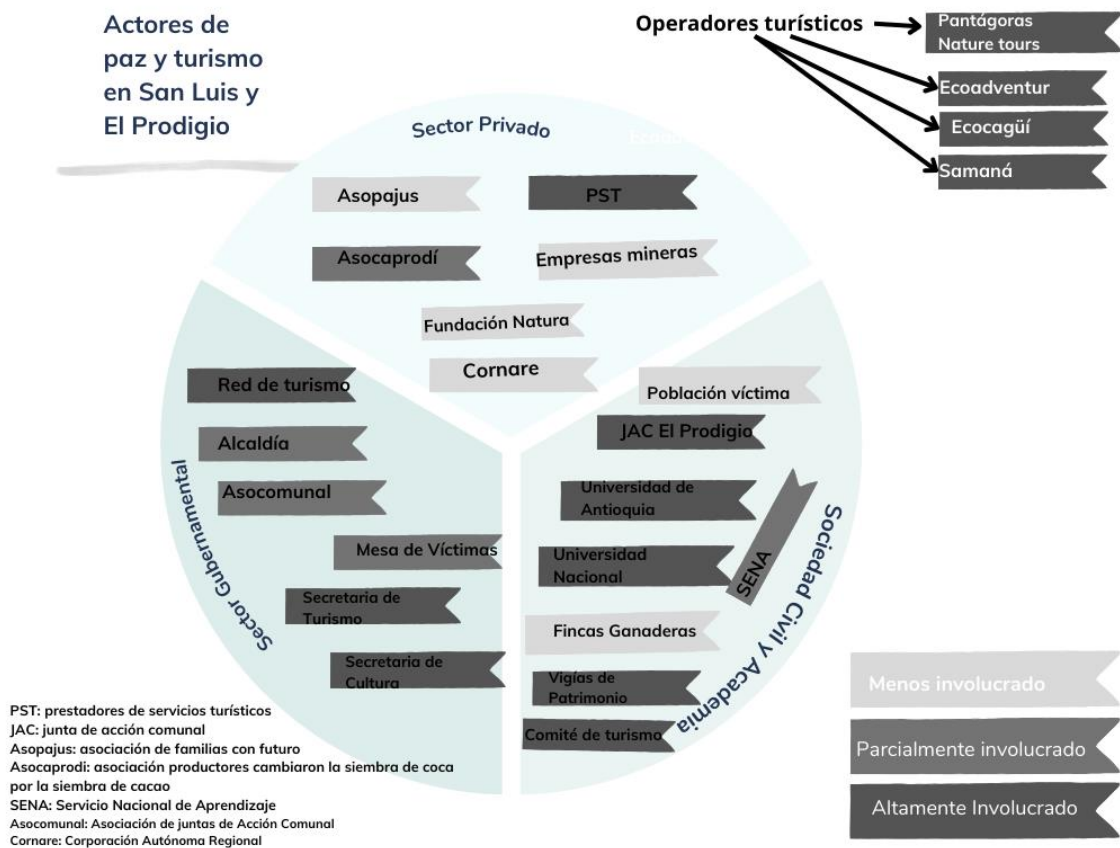 Actores de
paz y turismo
en San Luis y
El Prodigio
Operadores turísticos
Pantágoras
Nature tours
Ecoadventur
Ecocagüí
Samaná
Sector Privado
Asopajus
PST
Asocaprodí
Empresas mineras
Fundación Natura
Cornare
Sector Gubernamental
Red de turismo
Alcaldía
Asocomunal
Mesa de Víctimas
Secretaria de
Turismo
Secretaria de
Cultura
Sociedad Civil y Academia
Población víctima
JAC El Prodigio
Universidad de
Antioquia
Universidad
Nacional
SENA
Fincas Ganaderas
Vigías de
Patrimonio
Comité de turismo
Menos involucrado
Parcialmente involucrado
Altamente Involucrado
PST: prestadores de servicios turísticos
JAC: junta de acción comunal
Asopajus: asociación de familias con futuro
Asocaprodi: asociación productores cambiaron la siembra de coca
por la siembra de cacao
SENA: Servicio Nacional de Aprendizaje
Asocomunal: Asociación de juntas de Acción Comunal
Cornare: Corporación Autónoma Regional